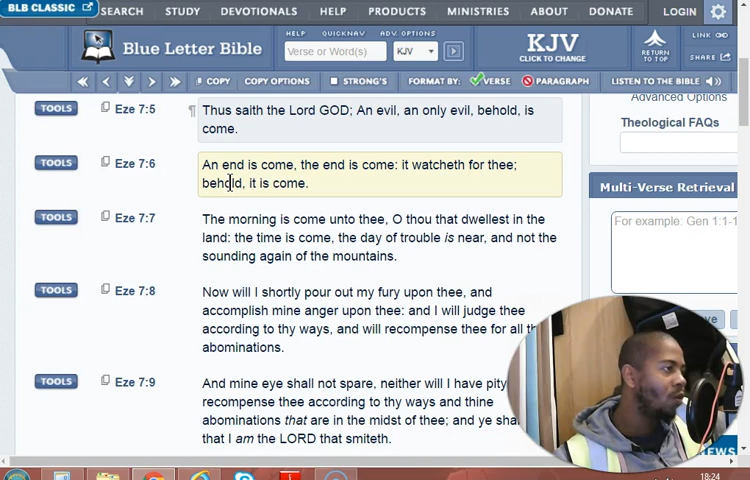 BLB CLASSIC
SEARCH STUDY DEVOTIONALS HELP PRODUCTS MINISTRIES ABOUT DONATE LOGIN
Blue Letter Bible
HELP QUICKNAV ADV. OPTIONS
Verse or Word(s) KJV
KJV
CLICK TO CHANGE
RETURN
TO TOP
LINK
SHARE
COPY COPY OPTIONS STRONG'S FORMAT BY: VERSE PARAGRAPH LISTEN TO THE BIBLE
TOOLS Eze 7:5 ¶ Thus saith the Lord GOD; An evil, an only evil, behold, is
come.
TOOLS Eze 7:6 An end is come, the end is come: it watcheth for thee;
behold, it is come.
TOOLS Eze 7:7 The morning is come unto thee, O thou that dwellest in the
land: the time is come, the day of trouble is near, and not the
sounding again of the mountains.
TOOLS Eze 7:8 Now will I shortly pour out my fury upon thee, and
accomplish mine anger upon thee: and I will judge thee
according to thy ways, and will recompense thee for all
abominations.
TOOLS Eze 7:9 And mine eye shall not spare, neither will I have pity
recompense thee according to thy ways and thine
abominations that are in the midst of thee; and ye
that I am the LORD that smiteth.
Advanced Options
Theological FAQs
Multi-Verse Retrieval
For example: Gen 1:1-1
18:24